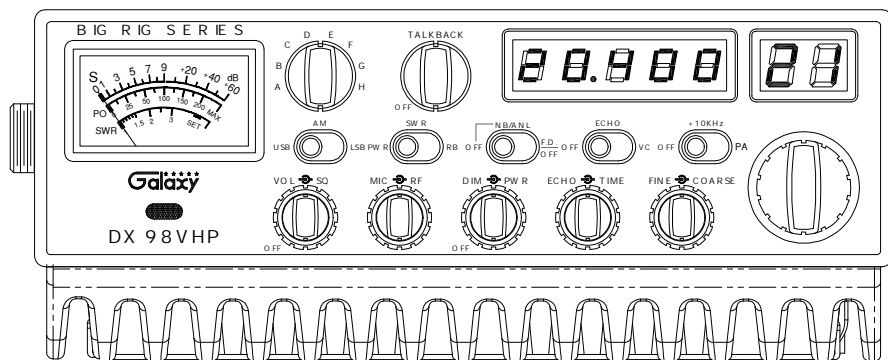 BIG RIG SERIES
S 0 1 3 5 7 9 +20 +40 +60 dB
PO 25 50 100 150 200 MAX
SWR 1.5 2 3 SET
A B C D E F G H
TALKBACK
OFF
20.400
21
AM
USB LSB
SWR
PWR RB
NB/ANL
OFF F.D. OFF
ECHO
OFF VC
+10KHz
OFF PA
Galaxy
DX 98VHP
VOL SQ
OFF
MIC RF
DIM PWR
OFF
ECHO TIME
FINE COARSE